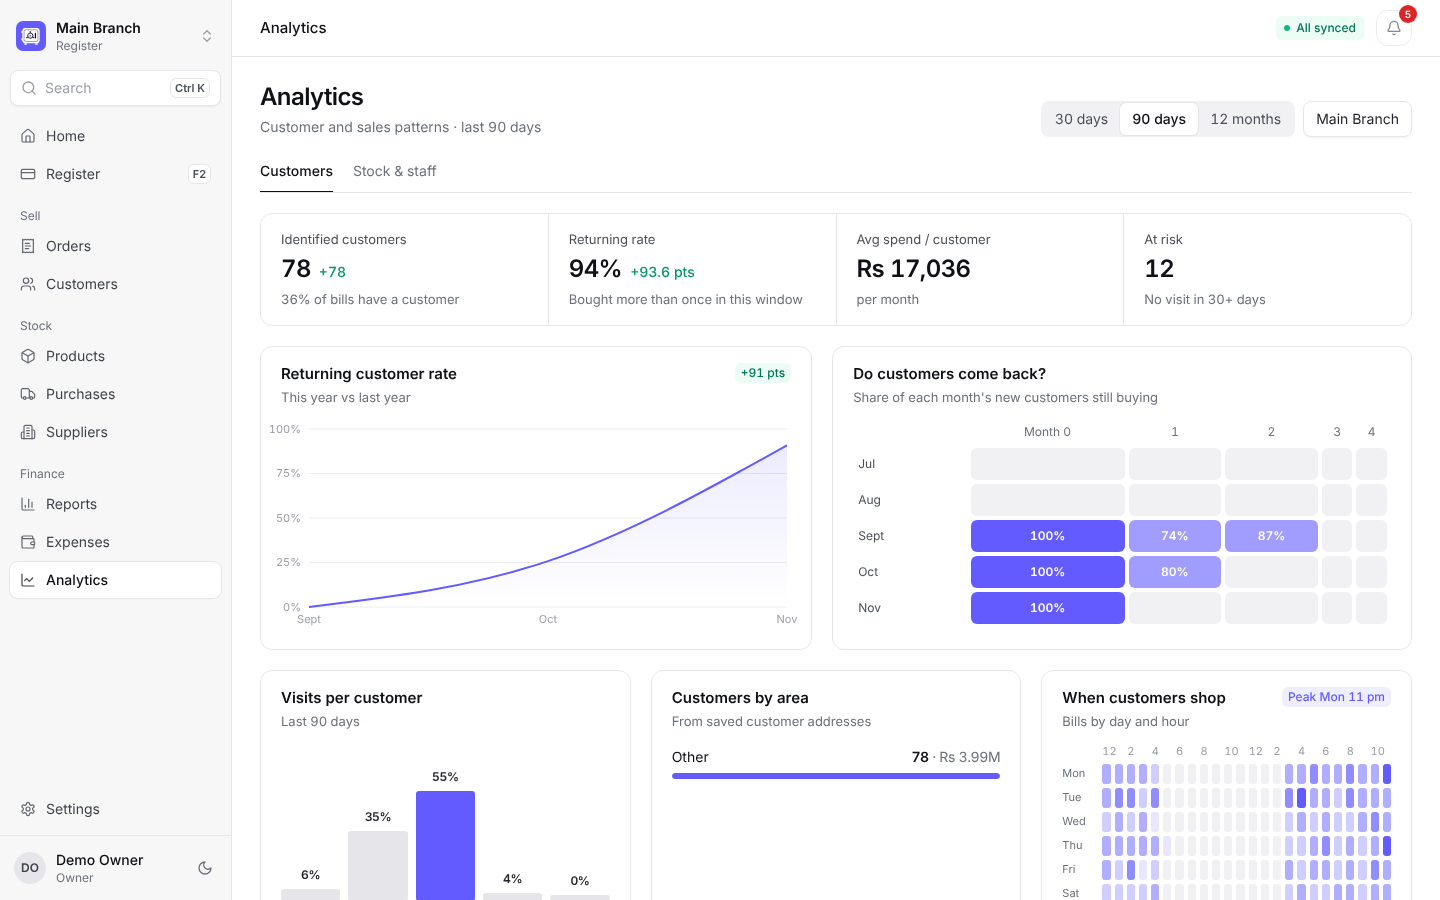 Main Branch
Register
Search
Ctrl K
Home
Register
F2
Sell
Orders
Customers
Stock
Products
Purchases
Suppliers
Finance
Reports
Expenses
Analytics
Settings
DO
Demo Owner
Owner
Analytics
All synced
5
Analytics
Customer and sales patterns · last 90 days
30 days
90 days
12 months
Main Branch
Customers
Stock & staff
Identified customers
78 +78
36% of bills have a customer
Returning rate
94% +93.6 pts
Bought more than once in this window
Avg spend / customer
Rs 17,036
per month
At risk
12
No visit in 30+ days
Returning customer rate
+91 pts
This year vs last year
100%
75%
50%
25%
0%
Sept Oct Nov
Do customers come back?
Share of each month's new customers still buying
Month 0 1 2 3 4
Jul
Aug
Sept 100% 74% 87%
Oct 100% 80%
Nov 100%
Visits per customer
Last 90 days
6% 35% 55% 4% 0%
Customers by area
From saved customer addresses
Other 78 · Rs 3.99M
When customers shop
Peak Mon 11 pm
Bills by day and hour
12 2 4 6 8 10 12 2 4 6 8 10
Mon
Tue
Wed
Thu
Fri
Sat